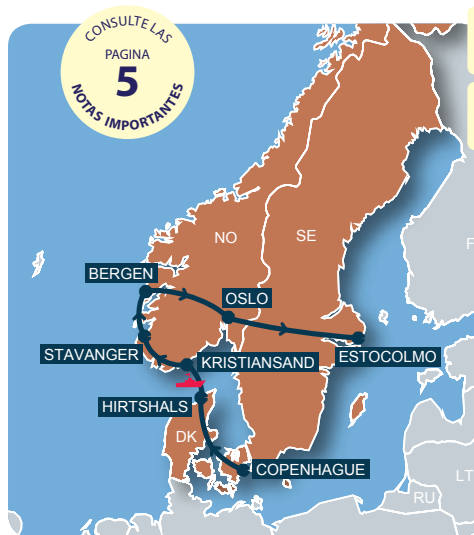 CONSULTE LAS
PAGINA
5
NOTAS IMPORTANTES
NO
SE
F
BERGEN
OSLO
STAVANGER
KRISTIANSAND
ESTOCOLMO
HIRTSHALS
DK
COPENHAGUE
LT
RU